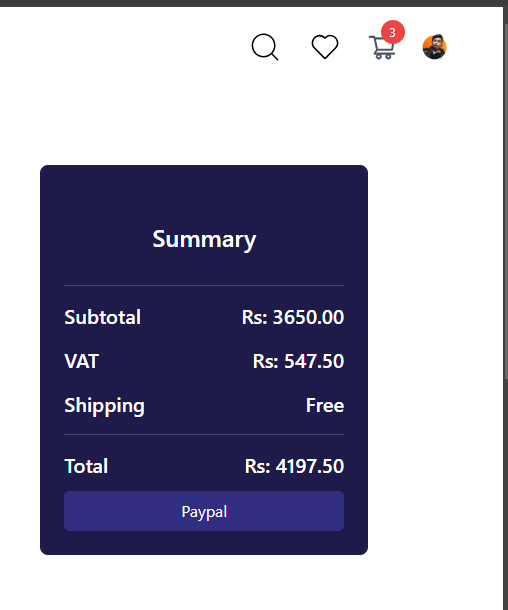 3
Summary
Subtotal Rs: 3650.00
VAT Rs: 547.50
Shipping Free
Total Rs: 4197.50
Paypal